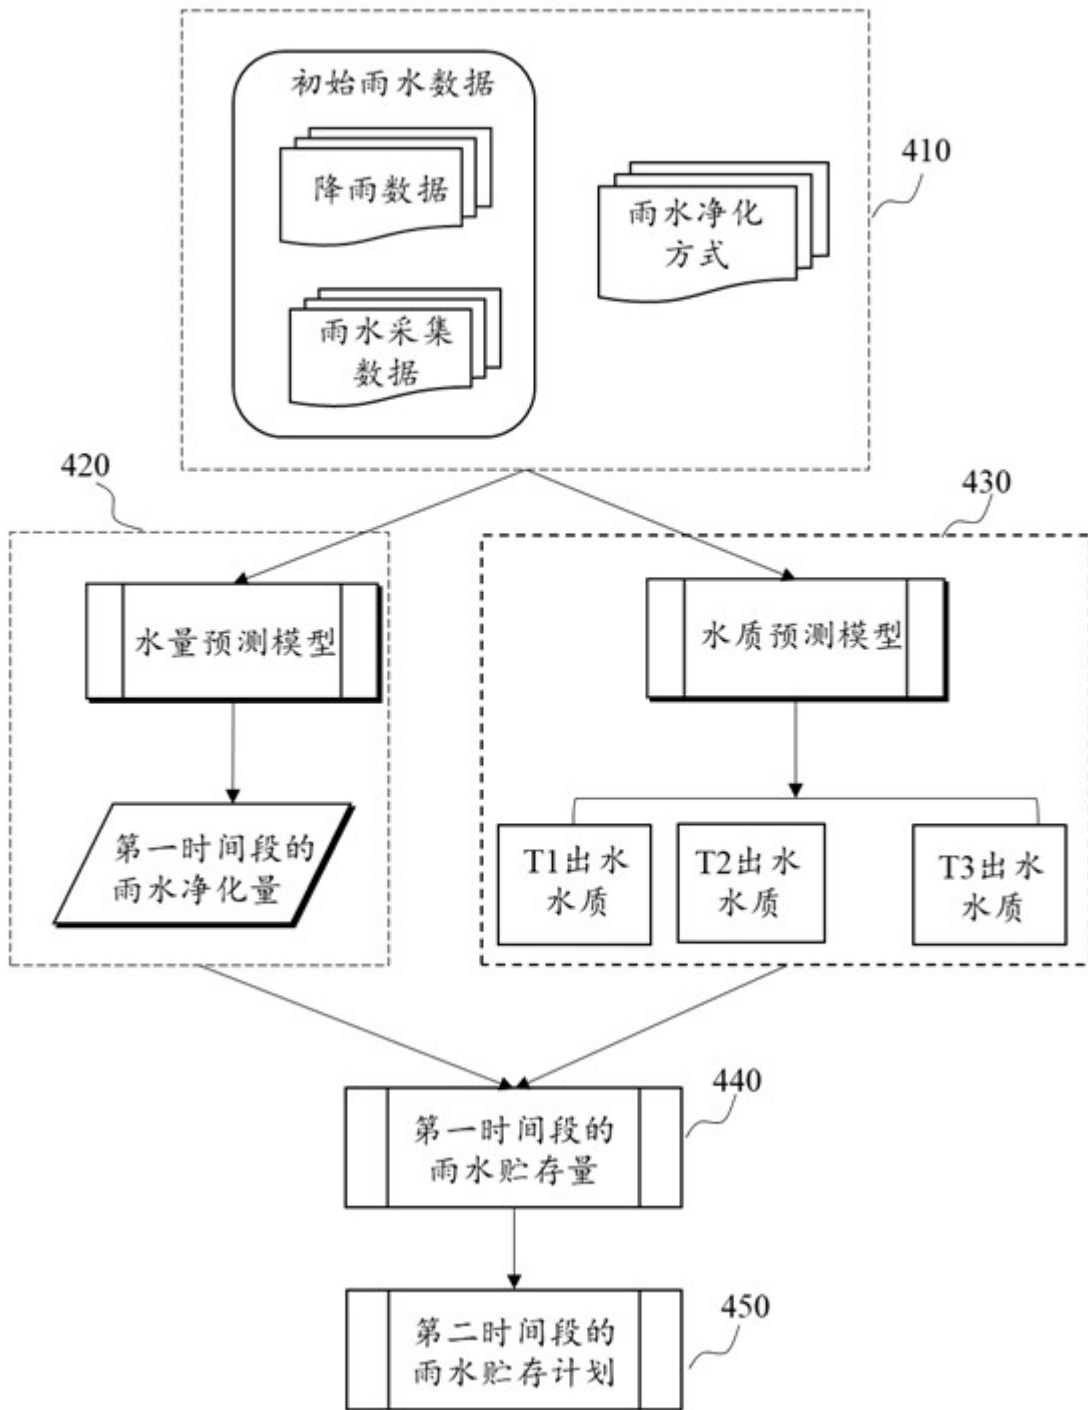 初始雨水数据
降雨数据
雨水采集
数据
雨水净化
方式
410
420
水量预测模型
第一时间段的
雨水净化量
430
水质预测模型
T1出水
水质
T2出水
水质
T3出水
水质
440
第一时间段的
雨水贮存量
450
第二时间段的
雨水贮存计划